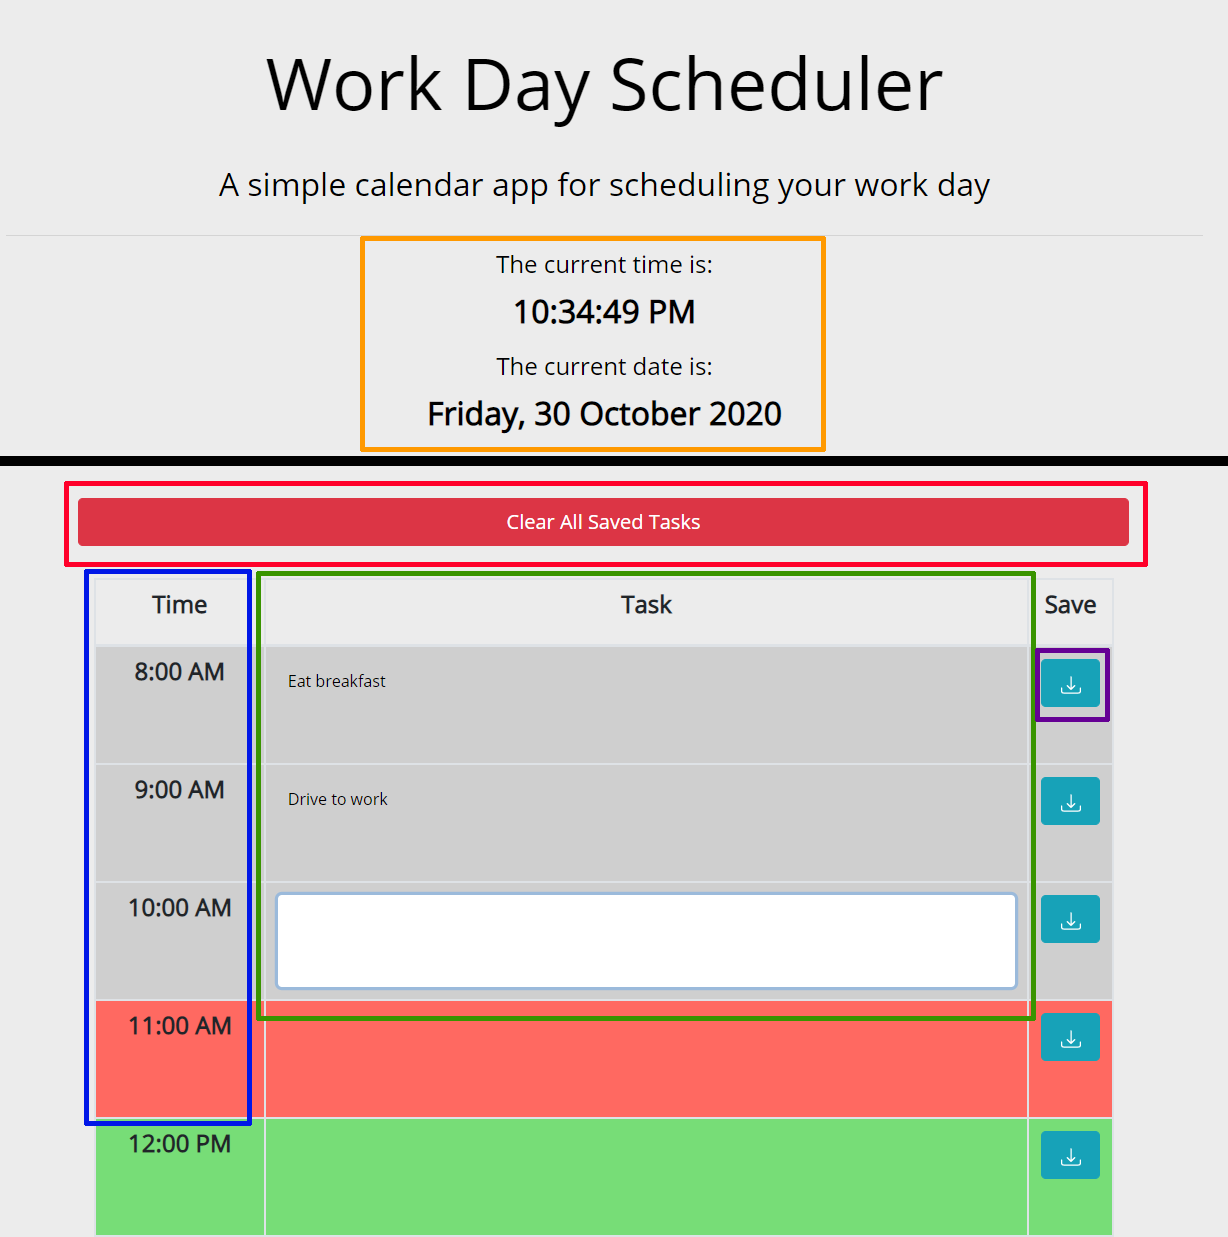 Work Day Scheduler
A simple calendar app for scheduling your work day
The current time is:
10:34:49 PM
The current date is:
Friday, 30 October 2020
Clear All Saved Tasks
Time Task Save
8:00 AM Eat breakfast
9:00 AM Drive to work
10:00 AM
11:00 AM
12:00 PM